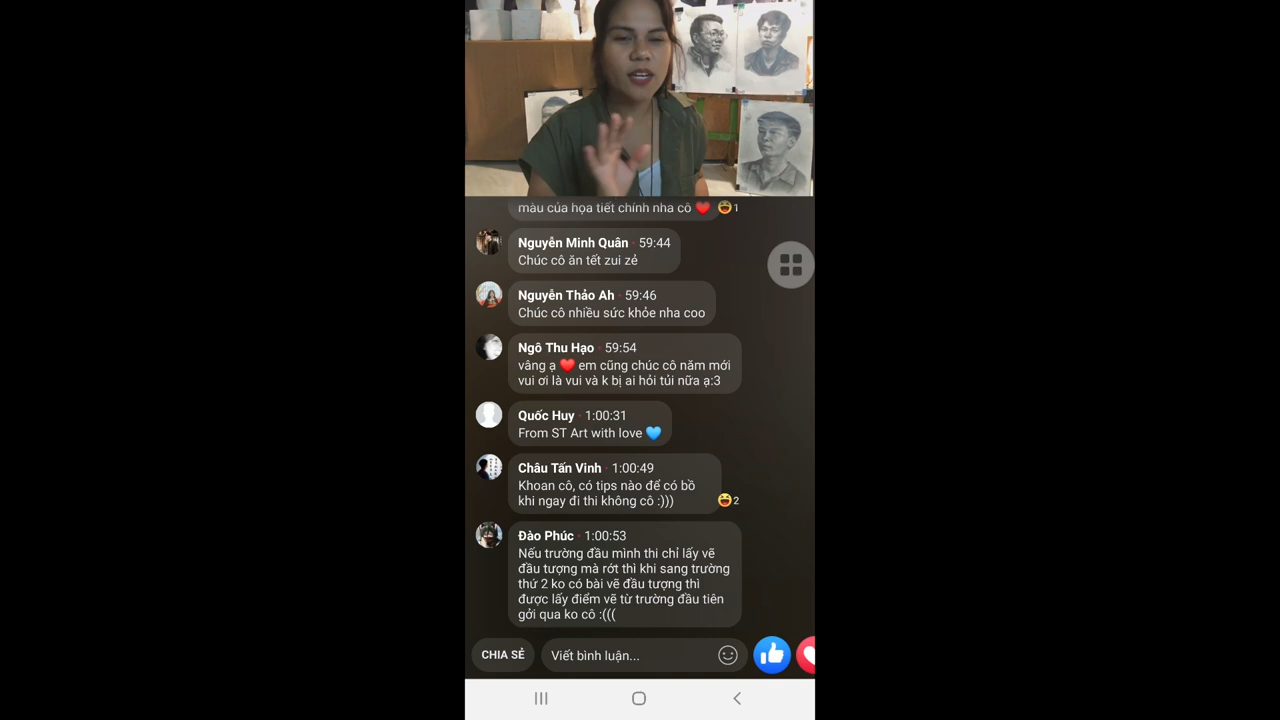 màu của họa tiết chính nha cô ❤️ 😆 1
Nguyễn Minh Quân · 59:44
Chúc cô ăn tết zui zẻ
Nguyễn Thảo Ah · 59:46
Chúc cô nhiều sức khỏe nha coo
Ngô Thu Hạo · 59:54
vâng ạ ❤️ em cũng chúc cô năm mới
vui ơi là vui và k bị ai hỏi tủi nữa ạ:3
Quốc Huy · 1:00:31
From ST Art with love 💙
Châu Tấn Vinh · 1:00:49
Khoan cô, có tips nào để có bồ
khi ngay đi thi không cô :))) 😆 2
Đào Phúc · 1:00:53
Nếu trường đầu mình thi chỉ lấy vẽ
đầu tượng mà rớt thì khi sang trường
thứ 2 ko có bài vẽ đầu tượng thì
được lấy điểm vẽ từ trường đầu tiên
gởi qua ko cô :(((
CHIA SẺ
Viết bình luận...